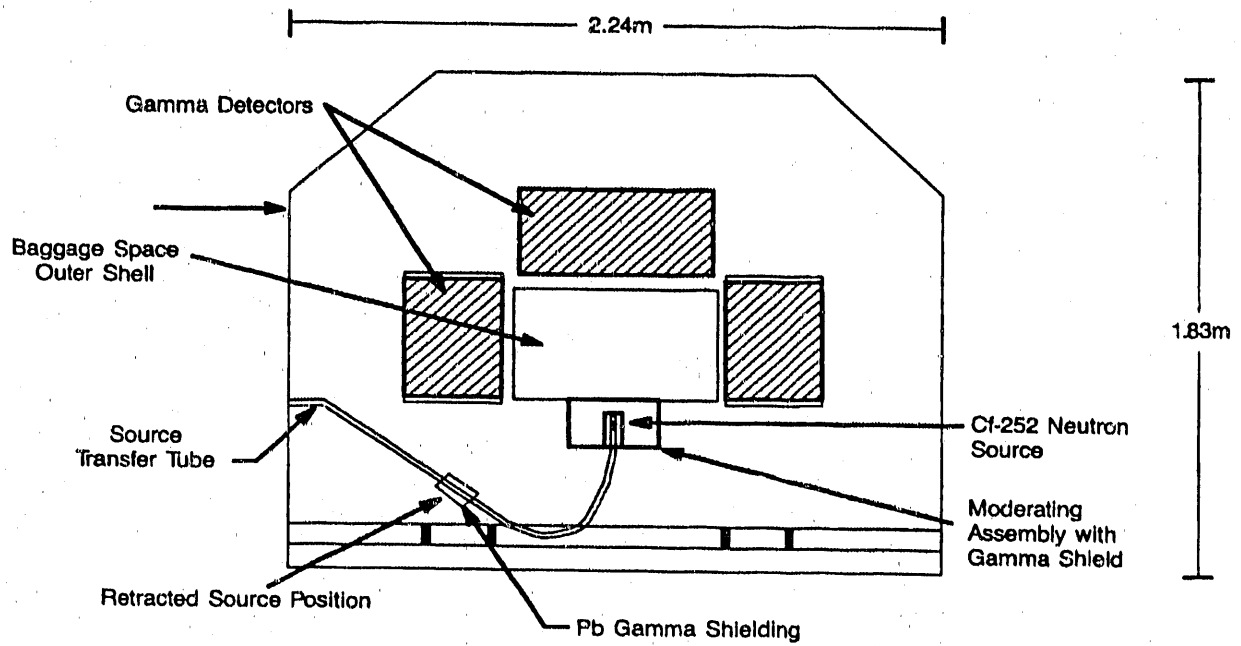 2.24m
Gamma Detectors
Baggage Space
Outer Shell
1.83m
Source
Transfer Tube
Cf-252 Neutron
Source
Moderating
Assembly with
Gamma Shield
Retracted Source Position
Pb Gamma Shielding